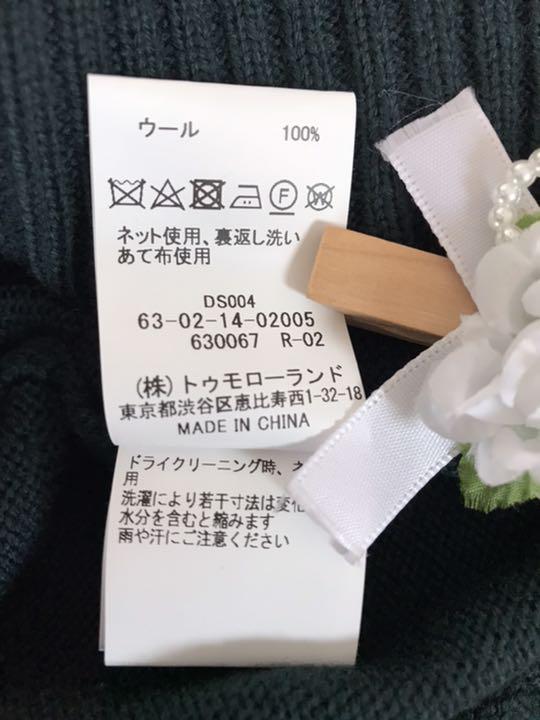 ウール 100%
F W
ネット使用、裏返し洗い
あて布使用
DS004
63-02-14-02005
630067 R-02
(株)トゥモローランド
東京都渋谷区恵比寿西1-32-18
MADE IN CHINA
ドライクリーニング時、ネ
用
洗濯により若干寸法は変化
水分を含むと縮みます
雨や汗にご注意ください